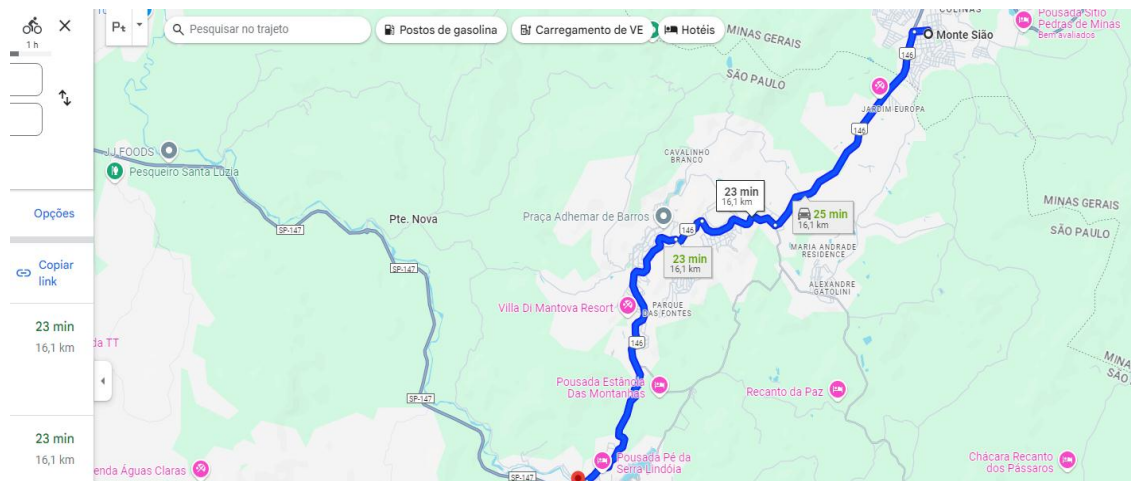 1 h
Pesquisar no trajeto
Postos de gasolina
Carregamento de VE
Hotéis
COLINAS
Pousada Sítio
Pedras de Minas
Bem avaliados
Monte Sião
MINAS GERAIS
SÃO PAULO
146
JARDIM EUROPA
146
JJ FOODS
Pesqueiro Santa Luzia
CAVALINHO
BRANCO
23 min
16,1 km
MINAS GERAIS
SÃO PAULO
Opções
Pte. Nova
Praça Adhemar de Barros
146
25 min
16,1 km
SP-147
23 min
16,1 km
MARIA ANDRADE
RESIDENCE
Copiar
link
SP-147
ALEXANDRE
GATOLINI
Villa Di Mantova Resort
PARQUE
DAS FONTES
23 min
16,1 km
da TT
146
MINA
SÃO
Pousada Estância
Das Montanhas
Recanto da Paz
SP-147
23 min
16,1 km
enda Águas Claras
Pousada Pé da
Serra Lindóia
Chácara Recanto
dos Pássaros
SP-147